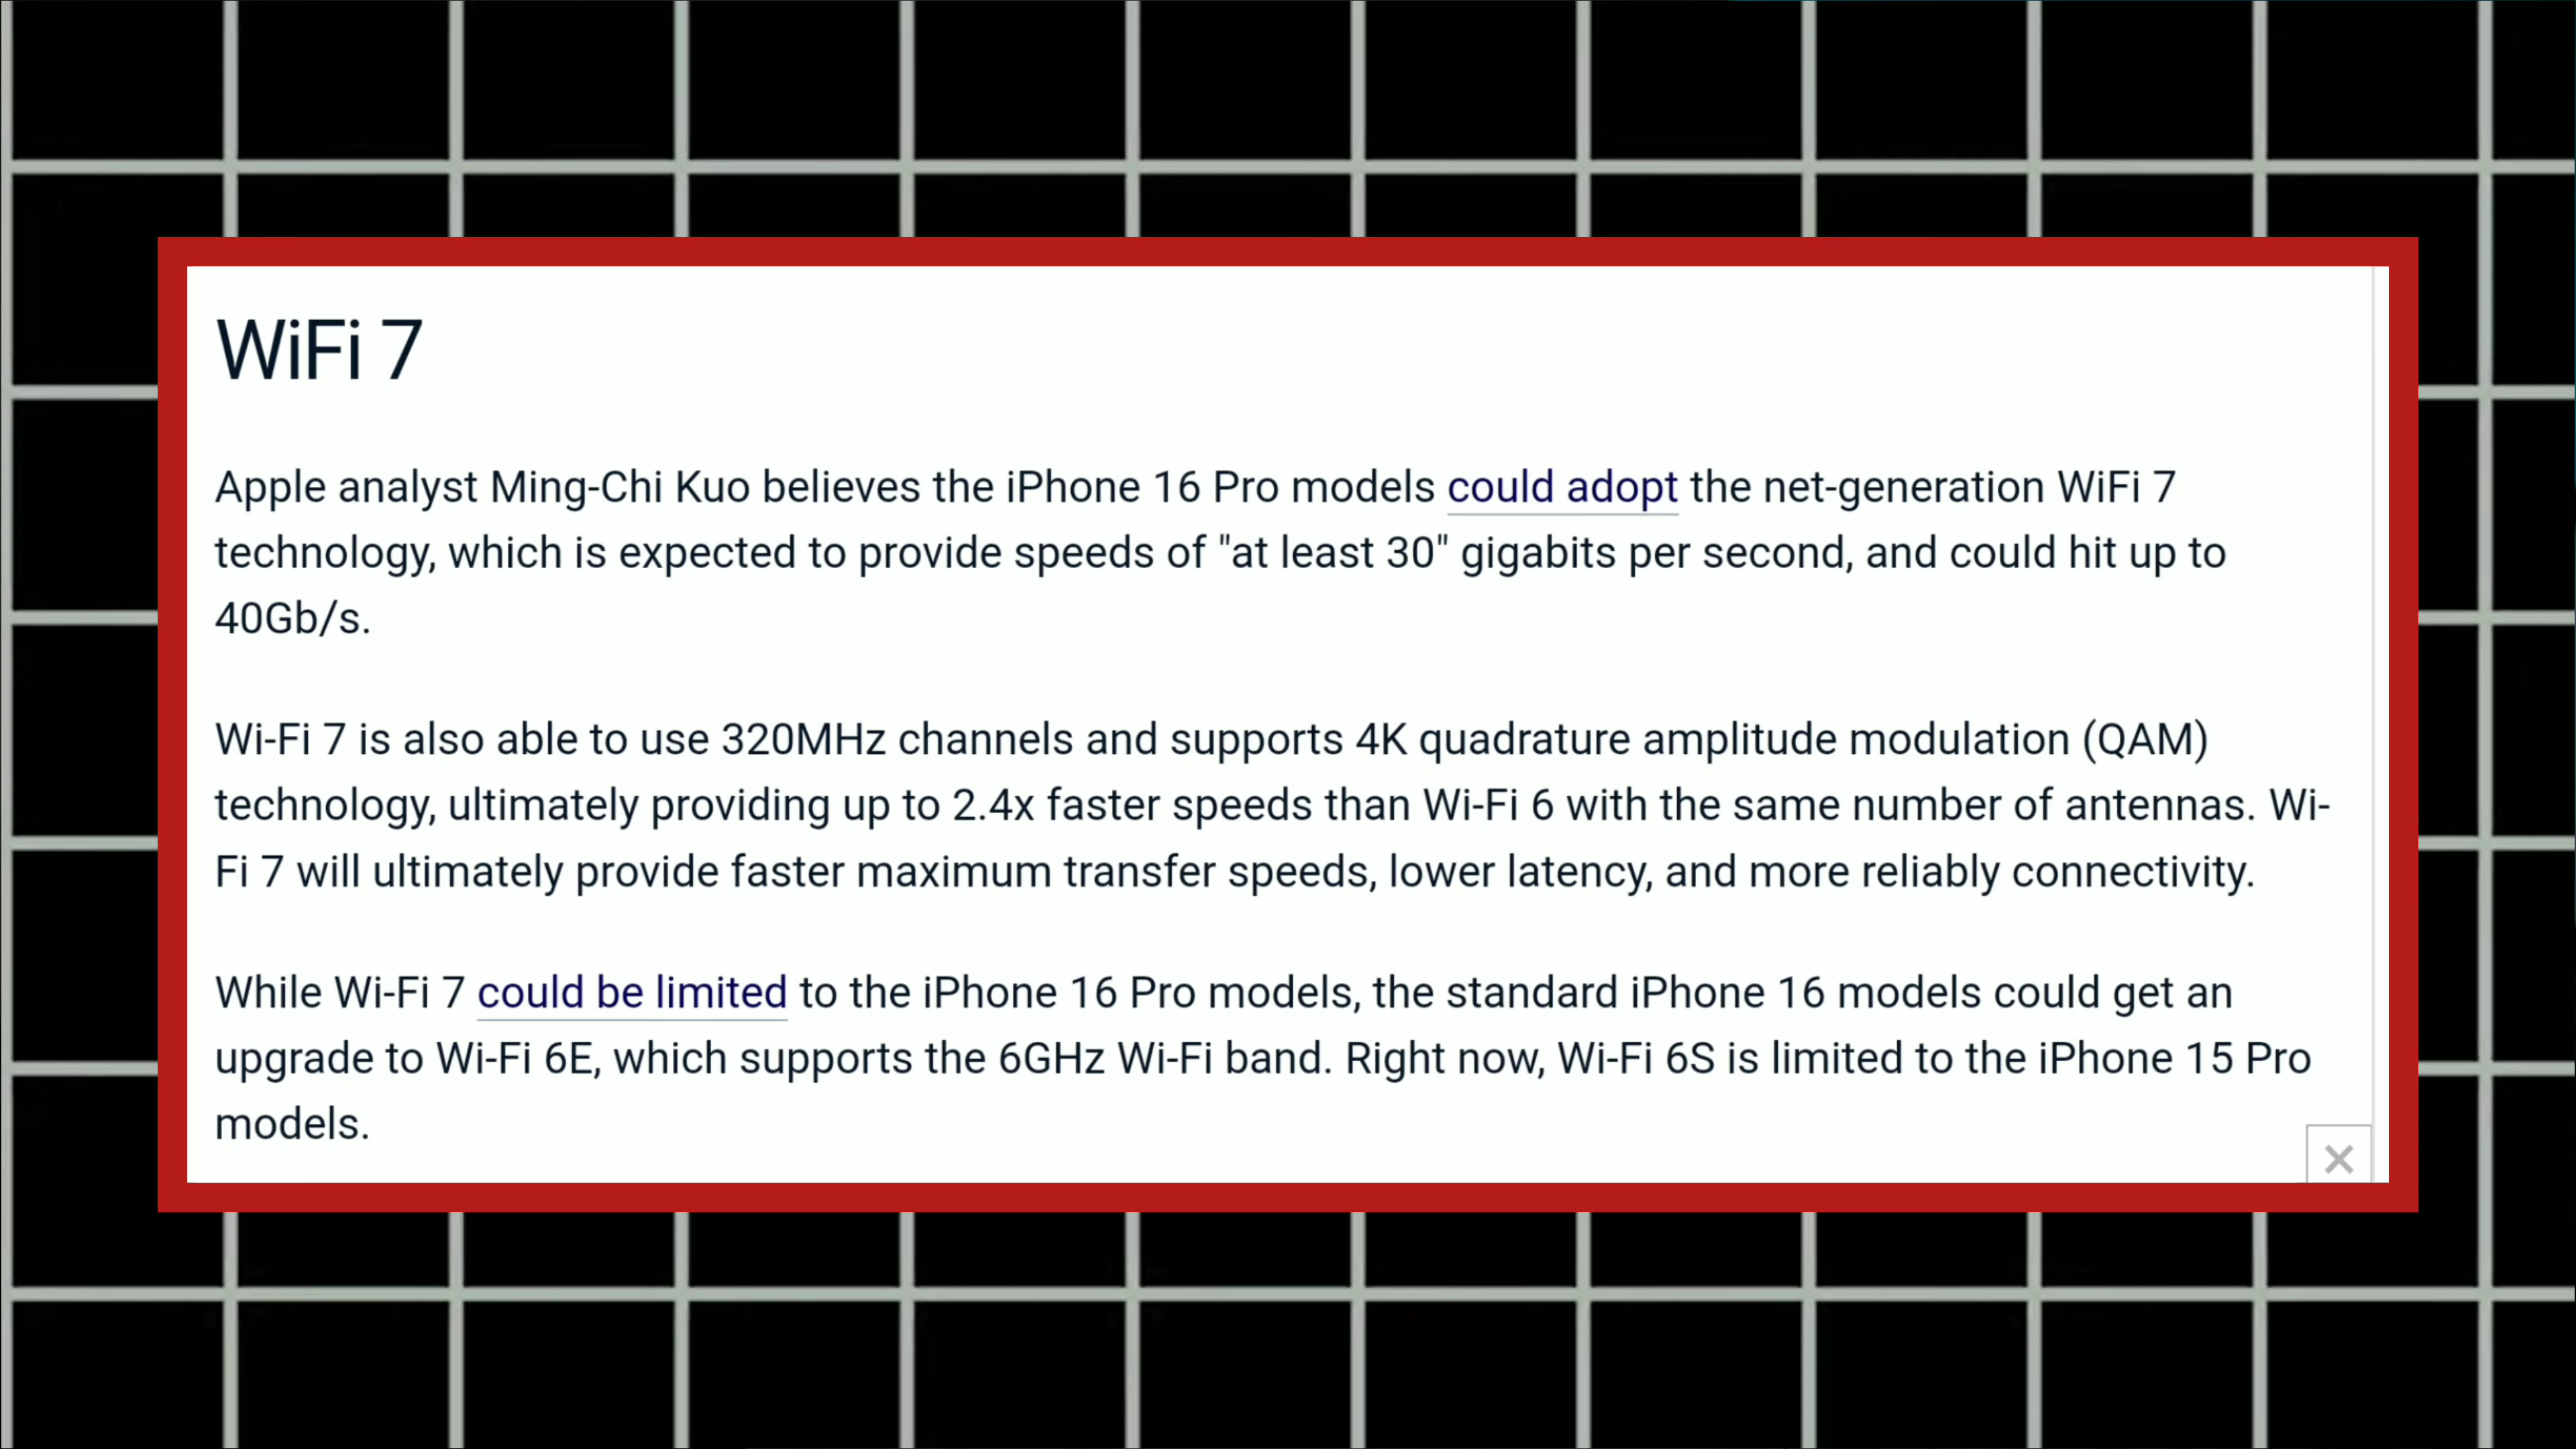 WiFi 7
Apple analyst Ming-Chi Kuo believes the iPhone 16 Pro models could adopt the net-generation WiFi 7
technology, which is expected to provide speeds of "at least 30" gigabits per second, and could hit up to
40Gb/s.
Wi-Fi 7 is also able to use 320MHz channels and supports 4K quadrature amplitude modulation (QAM)
technology, ultimately providing up to 2.4x faster speeds than Wi-Fi 6 with the same number of antennas. Wi-
Fi 7 will ultimately provide faster maximum transfer speeds, lower latency, and more reliably connectivity.
While Wi-Fi 7 could be limited to the iPhone 16 Pro models, the standard iPhone 16 models could get an
upgrade to Wi-Fi 6E, which supports the 6GHz Wi-Fi band. Right now, Wi-Fi 6S is limited to the iPhone 15 Pro
models.